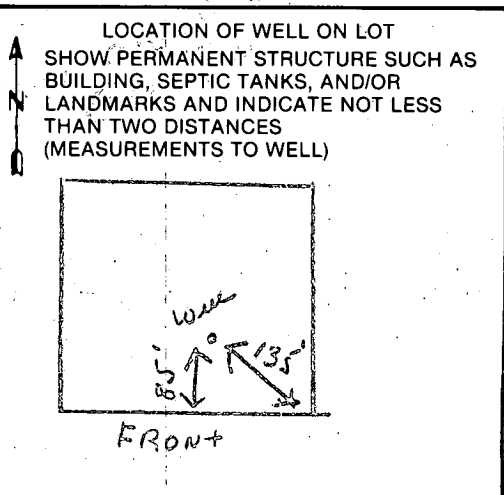 LOCATION OF WELL ON LOT
SHOW PERMANENT STRUCTURE SUCH AS
BUILDING, SEPTIC TANKS, AND/OR
N LANDMARKS AND INDICATE NOT LESS
THAN TWO DISTANCES
(MEASUREMENTS TO WELL)
Well
85'
135'
FRONT